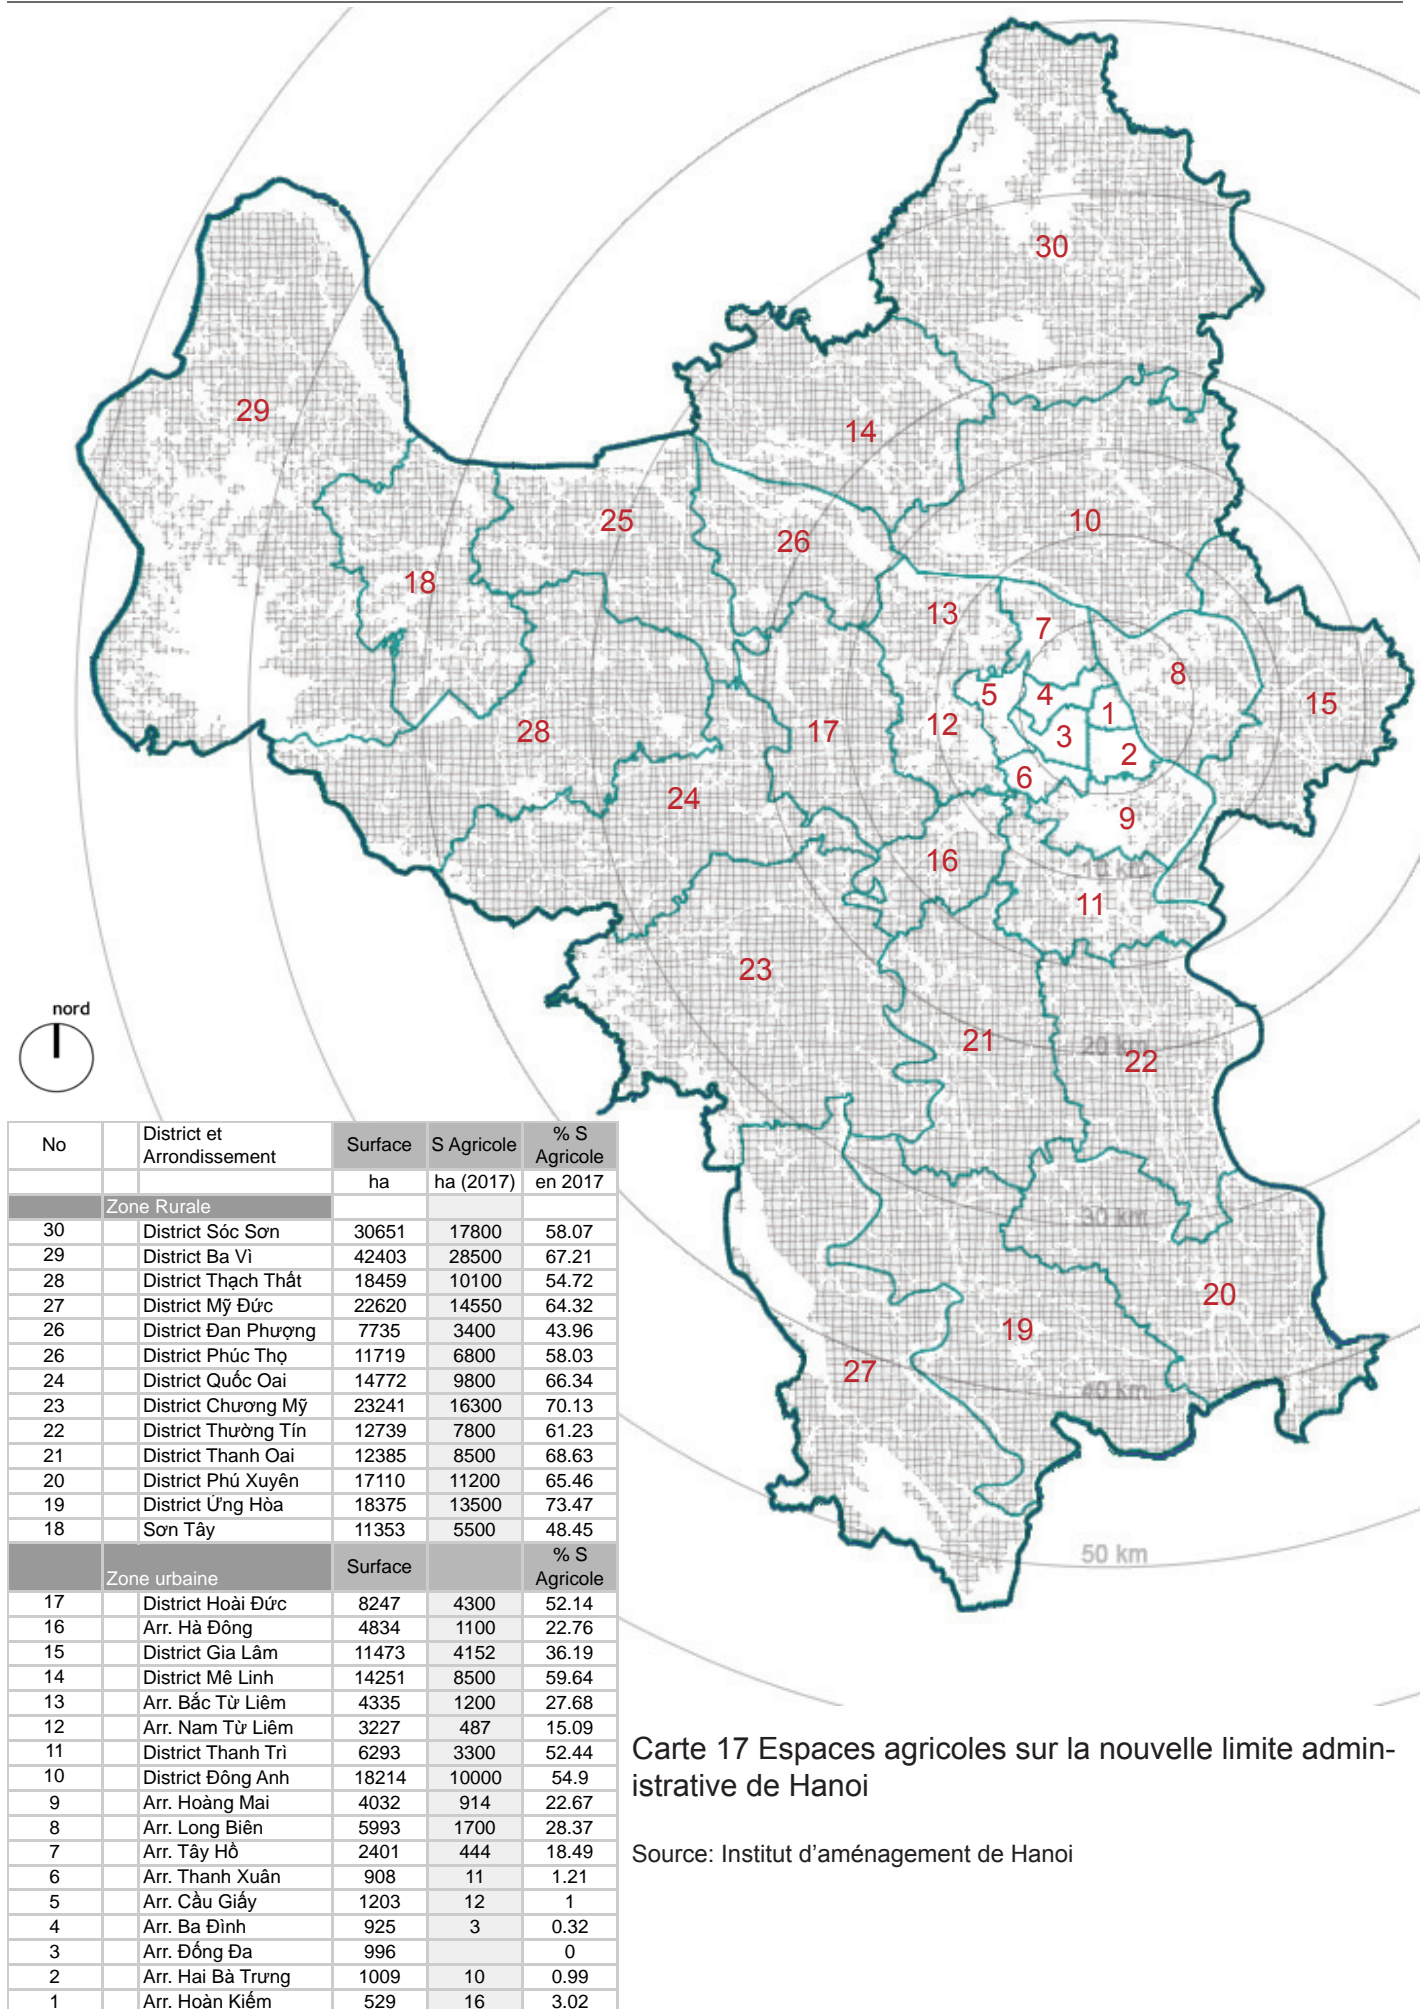 30
29
14
25
10
26
18
13
7
8
5
4
15
1
28
17
12
3
2
6
24
9
16
11
23
10 km
nord
21
20 km
22
30 km
20
19
27
40 km
50 km
No District et Arrondissement Surface S Agricole % S Agricole
ha ha (2017) en 2017
Zone Rurale
30 District Sóc Sơn 30651 17800 58.07
29 District Ba Vì 42403 28500 67.21
28 District Thạch Thất 18459 10100 54.72
27 District Mỹ Đức 22620 14550 64.32
26 District Đan Phượng 7735 3400 43.96
26 District Phúc Thọ 11719 6800 58.03
24 District Quốc Oai 14772 9800 66.34
23 District Chương Mỹ 23241 16300 70.13
22 District Thường Tín 12739 7800 61.23
21 District Thanh Oai 12385 8500 68.63
20 District Phú Xuyên 17110 11200 65.46
19 District Ứng Hòa 18375 13500 73.47
18 Sơn Tây 11353 5500 48.45
Zone urbaine Surface % S Agricole
17 District Hoài Đức 8247 4300 52.14
16 Arr. Hà Đông 4834 1100 22.76
15 District Gia Lâm 11473 4152 36.19
14 District Mê Linh 14251 8500 59.64
13 Arr. Bắc Từ Liêm 4335 1200 27.68
12 Arr. Nam Từ Liêm 3227 487 15.09
11 District Thanh Trì 6293 3300 52.44
10 District Đông Anh 18214 10000 54.9
9 Arr. Hoàng Mai 4032 914 22.67
8 Arr. Long Biên 5993 1700 28.37
7 Arr. Tây Hồ 2401 444 18.49
6 Arr. Thanh Xuân 908 11 1.21
5 Arr. Cầu Giấy 1203 12 1
4 Arr. Ba Đình 925 3 0.32
3 Arr. Đống Đa 996 0
2 Arr. Hai Bà Trưng 1009 10 0.99
1 Arr. Hoàn Kiếm 529 16 3.02
Carte 17 Espaces agricoles sur la nouvelle limite admin-
istrative de Hanoi
Source: Institut d’aménagement de Hanoi